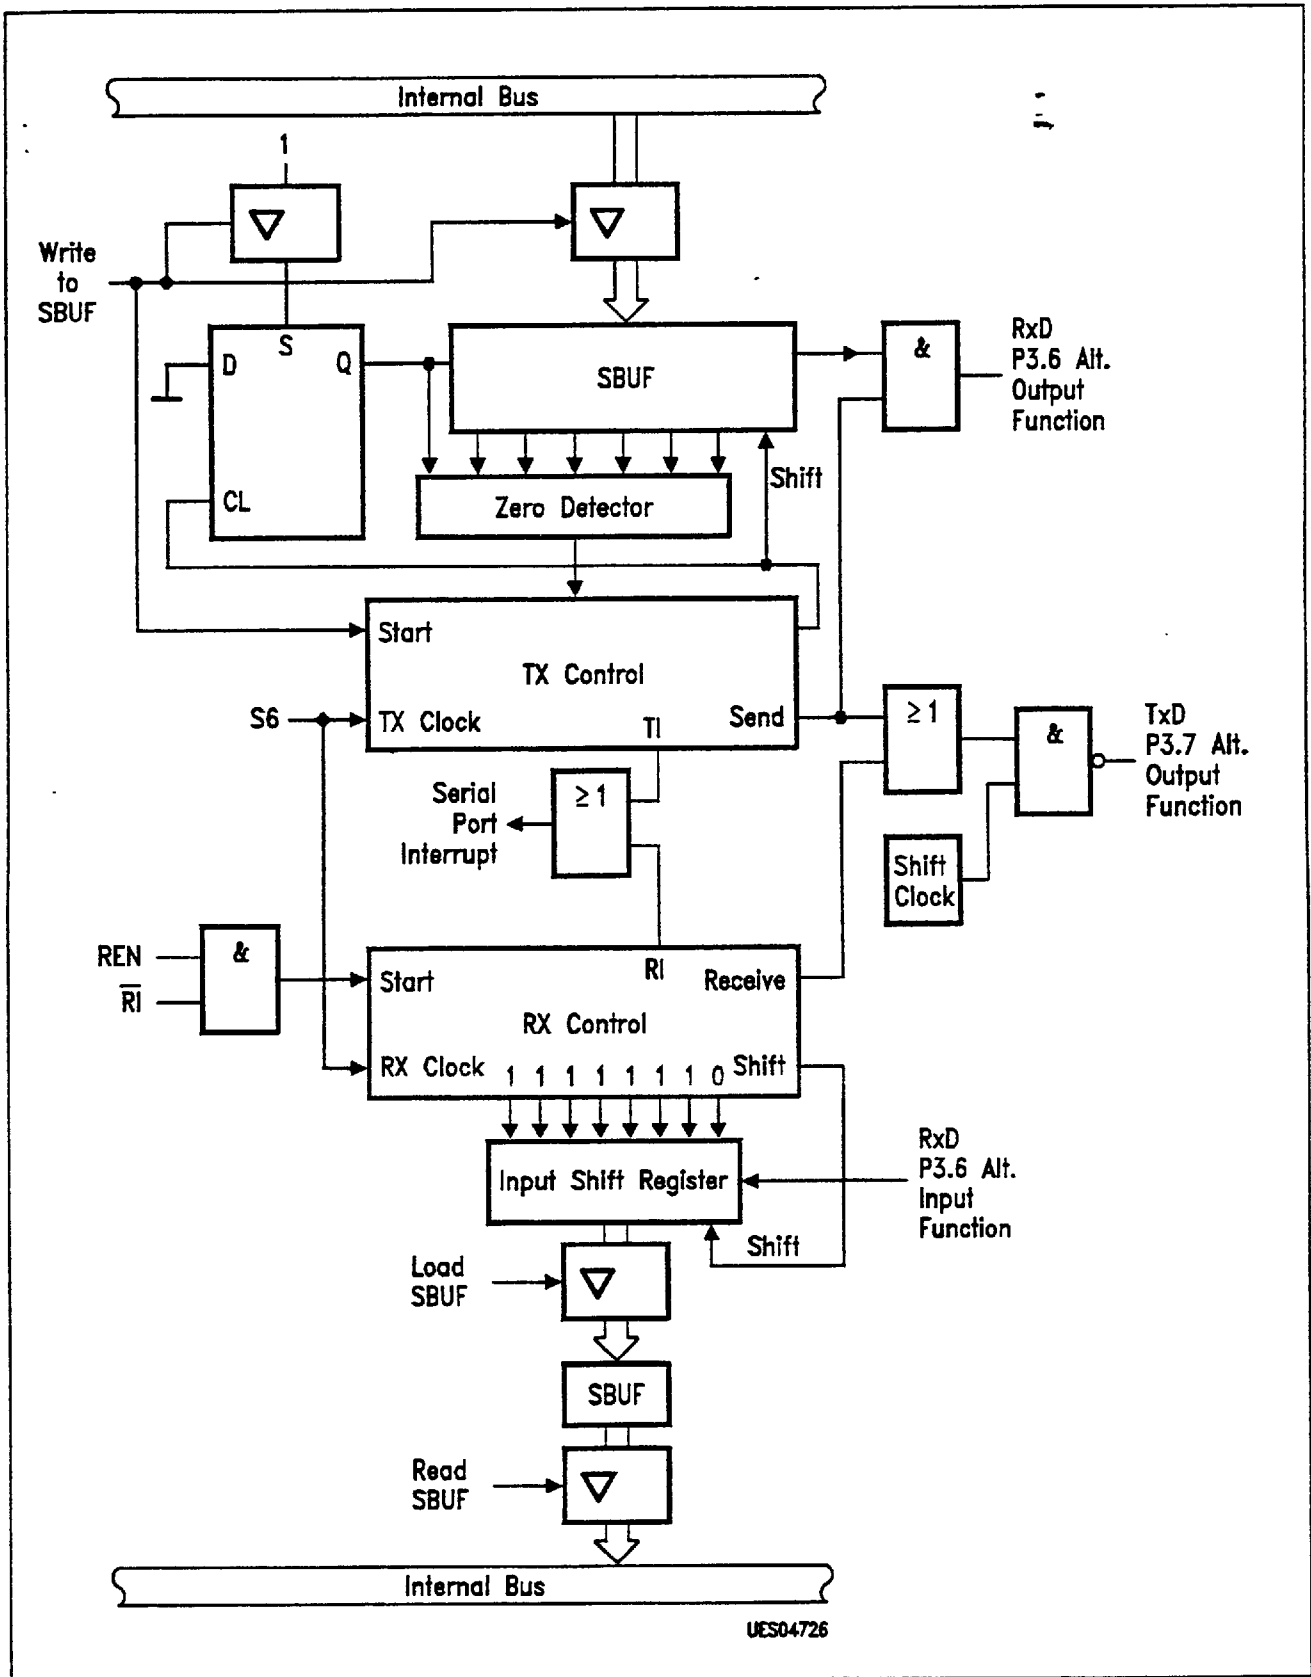 Internal Bus
1
Write
to
SBUF
S
D
Q
CL
SBUF
&
RxD
P3.6 Alt.
Output
Function
Shift
Zero Detector
Start
TX Control
S6
TX Clock
TI
Send
≥1
&
TxD
P3.7 Alt.
Output
Function
Serial
Port
Interrupt
≥1
Shift
Clock
REN
R̅I̅
&
Start
RI
Receive
RX Control
RX Clock
1 1 1 1 1 1 1 0
Shift
Input Shift Register
RxD
P3.6 Alt.
Input
Function
Shift
Load
SBUF
SBUF
Read
SBUF
Internal Bus
UES04726